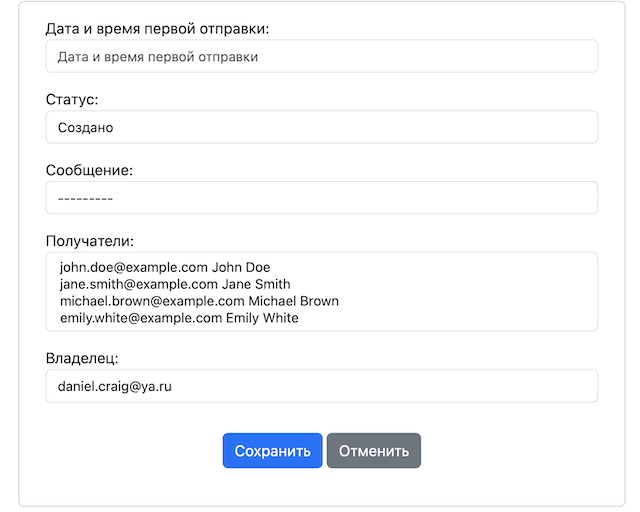 Дата и время первой отправки:
Дата и время первой отправки
Статус:
Создано
Сообщение:
---------
Получатели:
john.doe@example.com John Doe
jane.smith@example.com Jane Smith
michael.brown@example.com Michael Brown
emily.white@example.com Emily White
Владелец:
daniel.craig@ya.ru
Сохранить Отменить